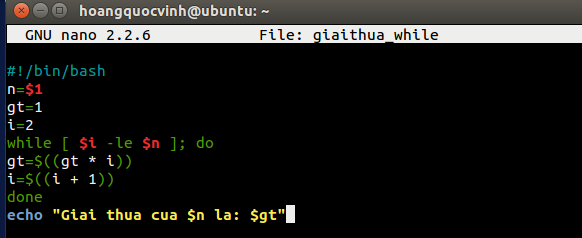 hoangquocvinh@ubuntu: ~
GNU nano 2.2.6 File: giaithua_while
#!/bin/bash
n=$1
gt=1
i=2
while [ $i -le $n ]; do
gt=$((gt * i))
i=$((i + 1))
done
echo "Giai thua cua $n la: $gt"